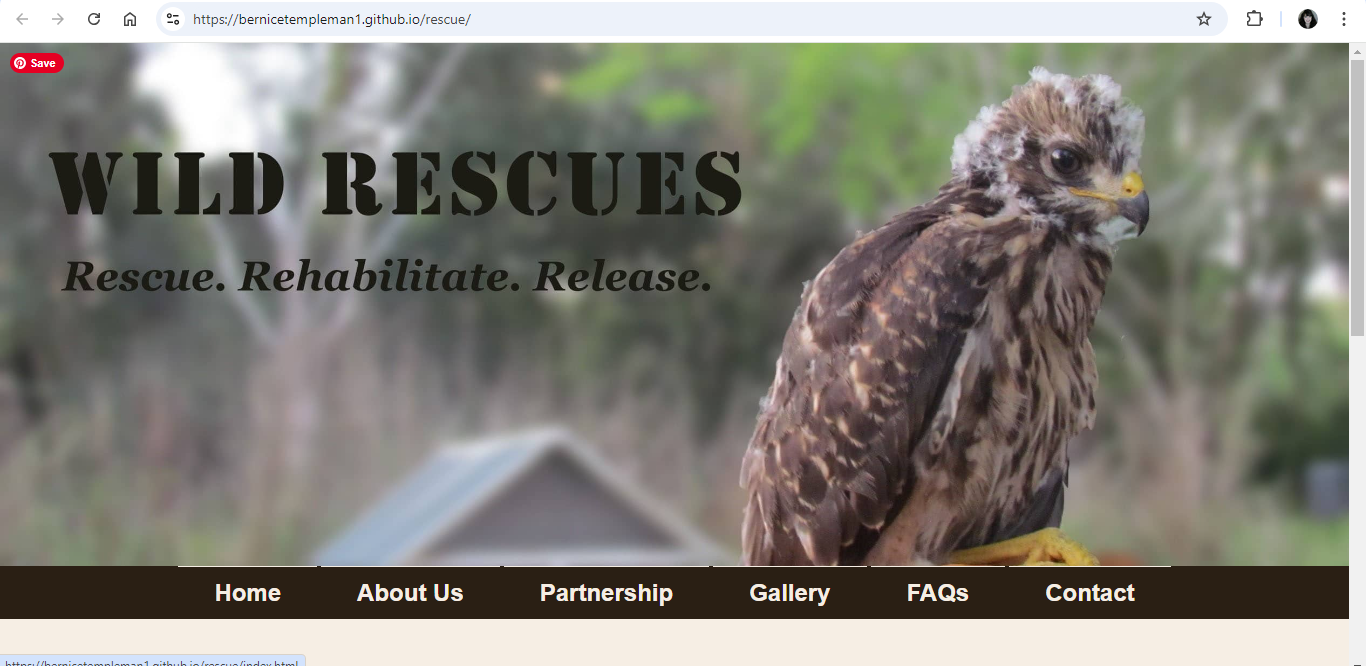 https://bernicetempleman1.github.io/rescue/
Save
WILD RESCUES
Rescue. Rehabilitate. Release.
Home About Us Partnership Gallery FAQs Contact
https://bernicetempleman1.github.io/rescue/index.html